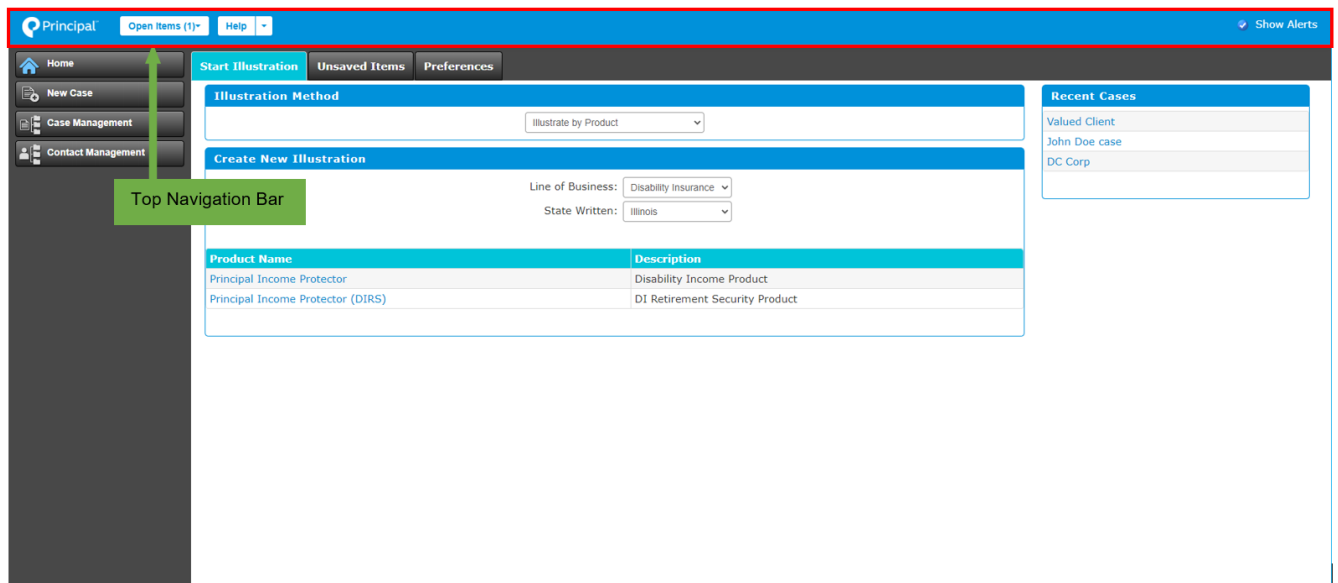 Principal Open Items (1) Help Show Alerts
Home
New Case
Case Management
Contact Management
Top Navigation Bar
Start Illustration Unsaved Items Preferences
Illustration Method
Illustrate by Product
Create New Illustration
Line of Business: Disability Insurance
State Written: Illinois
Product Name Description
Principal Income Protector Disability Income Product
Principal Income Protector (DIRS) DI Retirement Security Product
Recent Cases
Valued Client
John Doe case
DC Corp